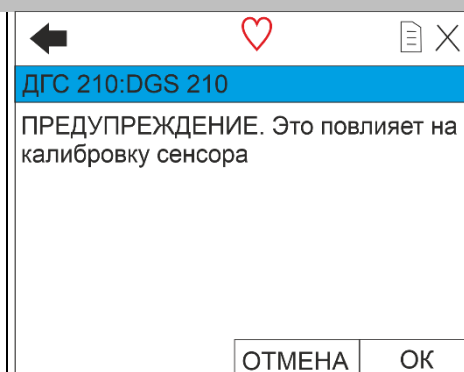 ДГС 210:DGS 210
ПРЕДУПРЕЖДЕНИЕ. Это повлияет на
калибровку сенсора
ОТМЕНА
ОК